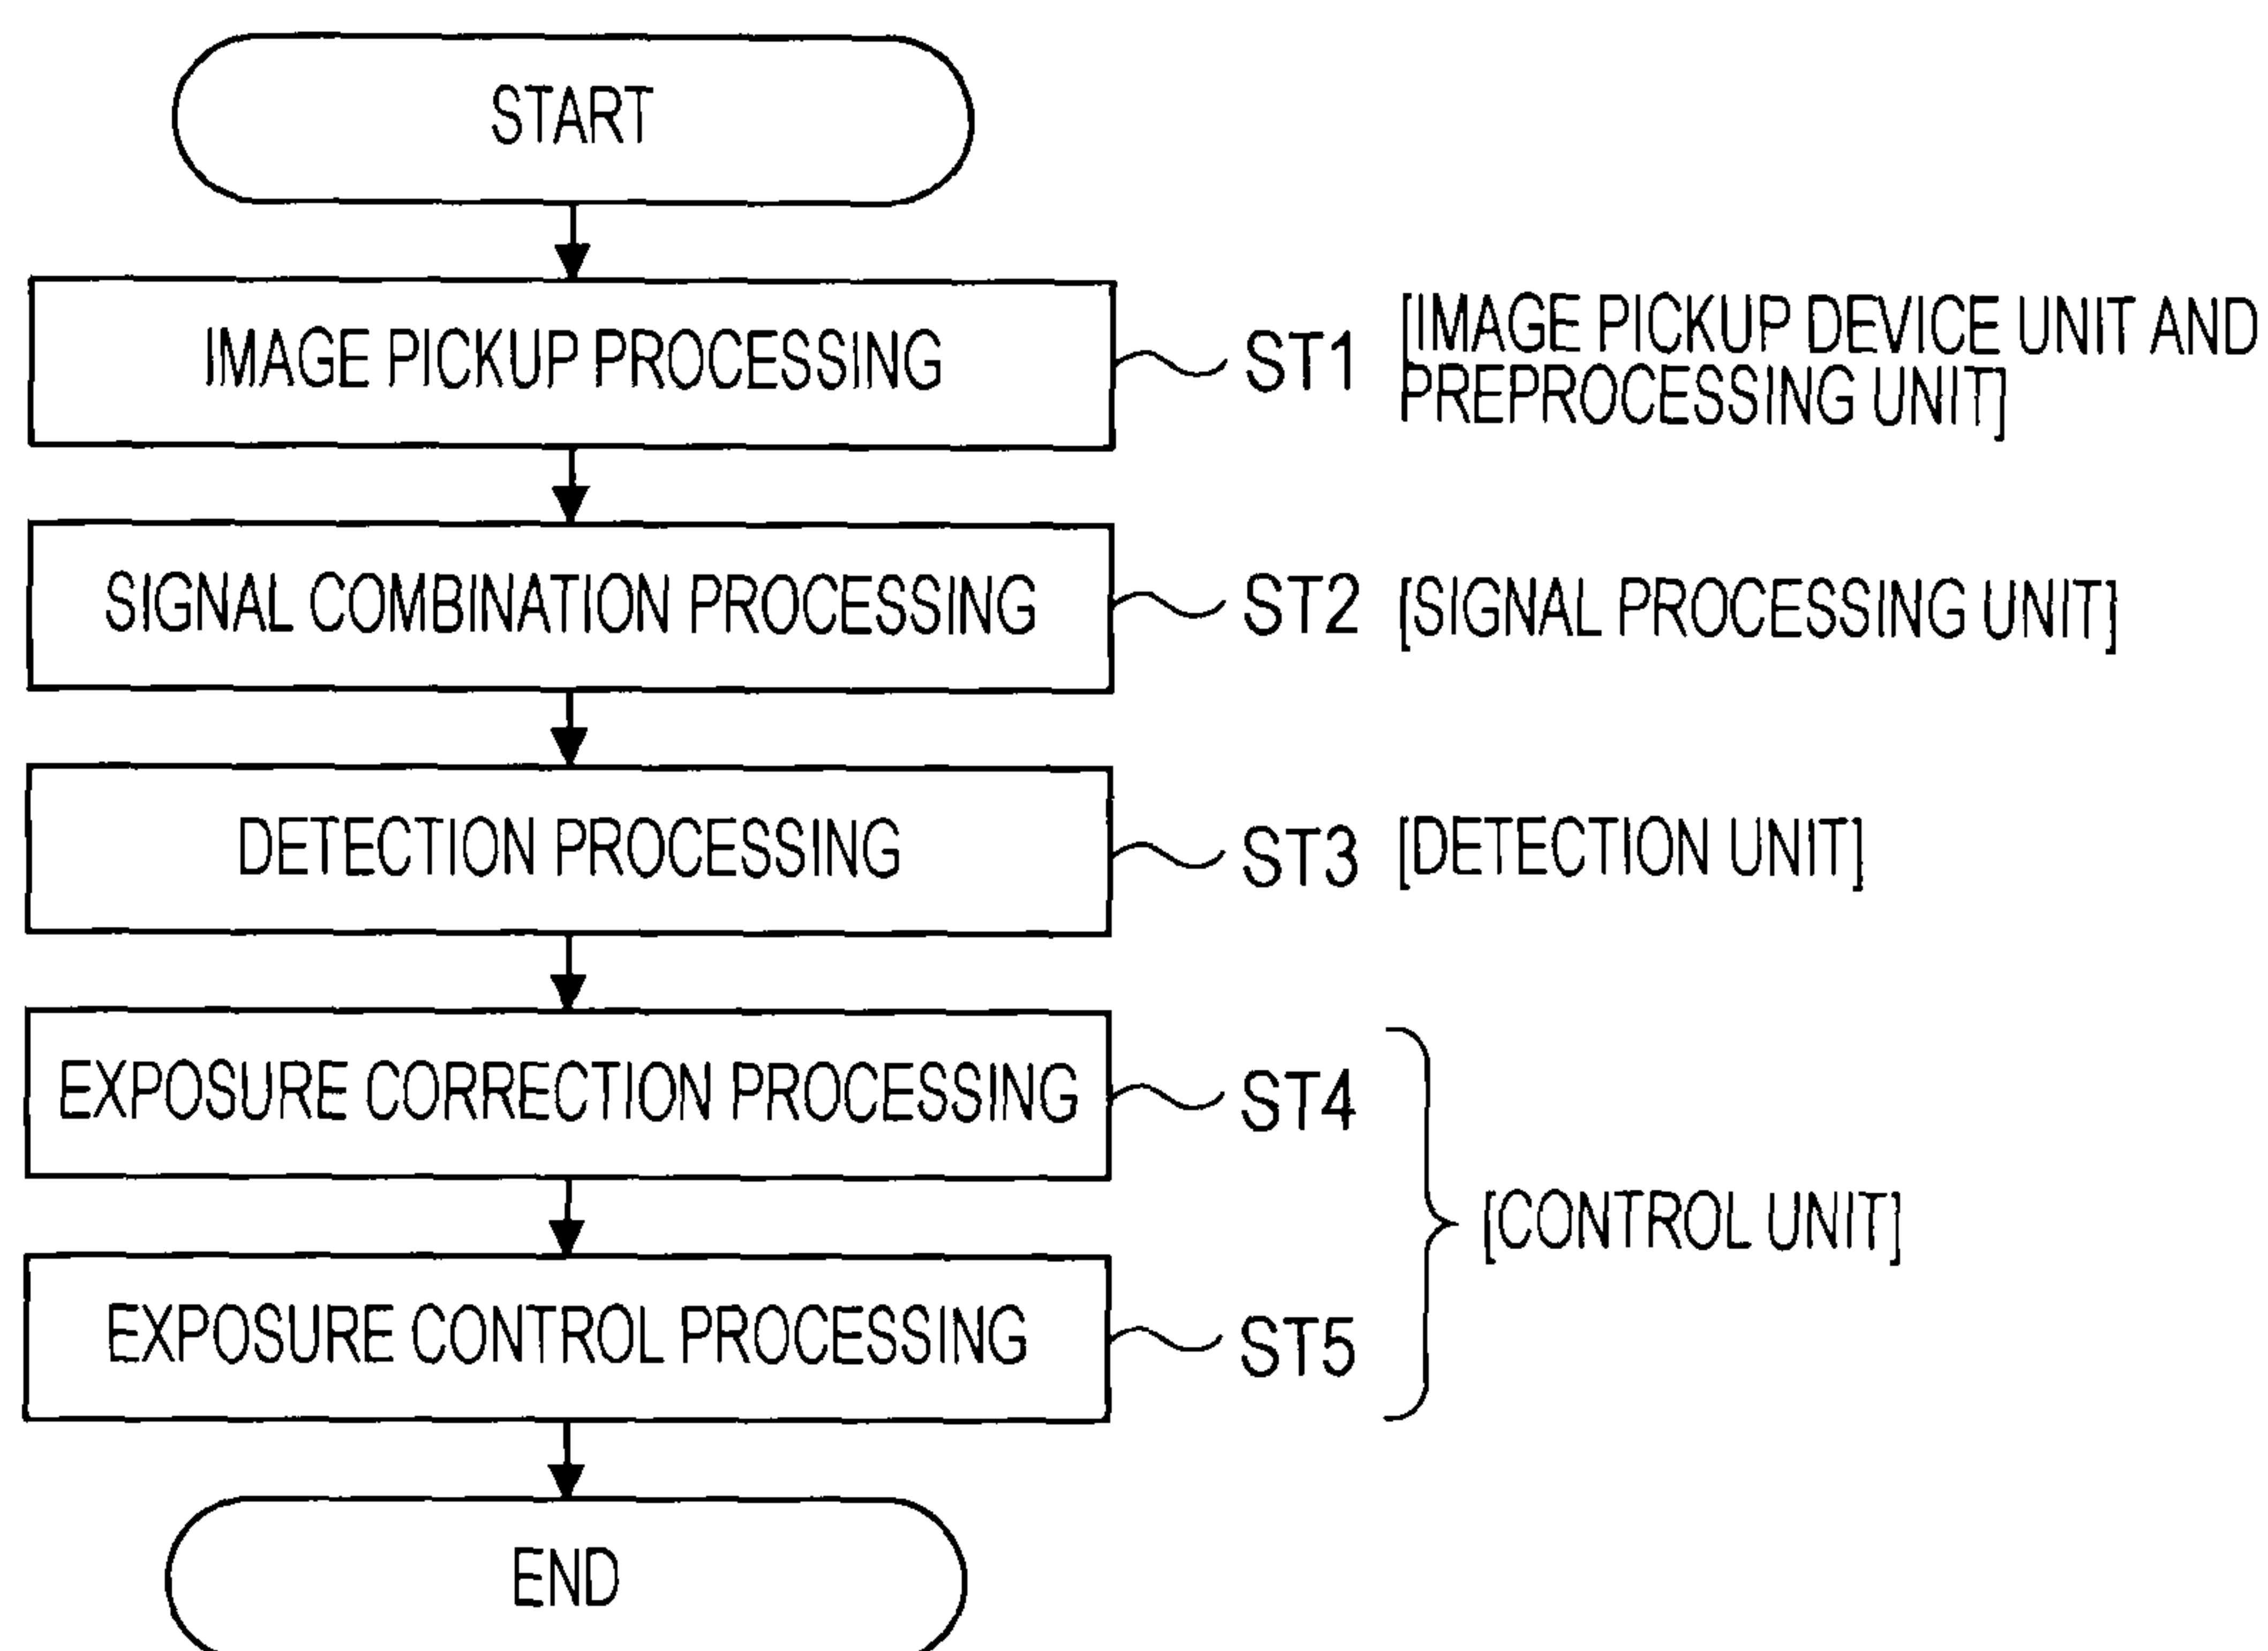 START
IMAGE PICKUP PROCESSING ST1 [IMAGE PICKUP DEVICE UNIT AND
PREPROCESSING UNIT]
SIGNAL COMBINATION PROCESSING ST2 [SIGNAL PROCESSING UNIT]
DETECTION PROCESSING ST3 [DETECTION UNIT]
EXPOSURE CORRECTION PROCESSING ST4
[CONTROL UNIT]
EXPOSURE CONTROL PROCESSING ST5
END